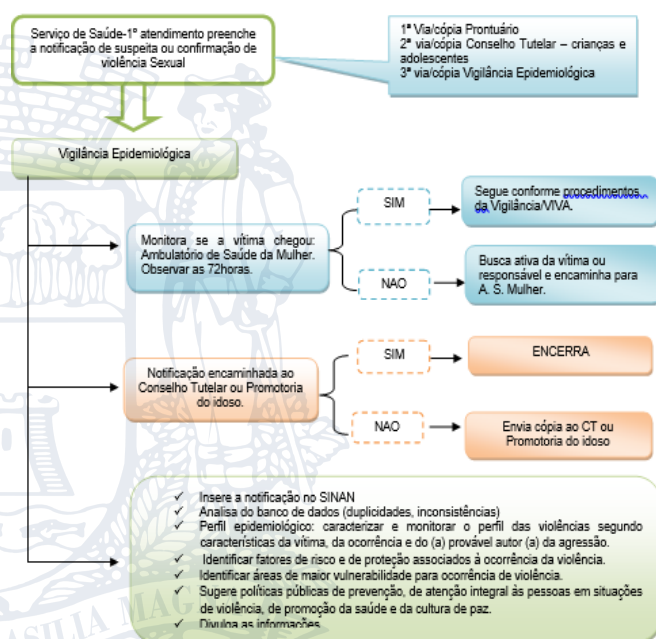 Serviço de Saúde-1º atendimento preenche
a notificação de suspeita ou confirmação de
violência Sexual
1ª Via/cópia Prontuário
2ª via/cópia Conselho Tutelar – crianças e
adolescentes
3ª via/cópia Vigilância Epidemiológica
Vigilância Epidemiológica
Monitora se a vítima chegou:
Ambulatório de Saúde da Mulher.
Observar as 72horas.
SIM
Segue conforme procedimentos
da Vigilância/VIVA.
NAO
Busca ativa da vítima ou
responsável e encaminha para
A. S. Mulher.
Notificação encaminhada ao
Conselho Tutelar ou Promotoria
do idoso.
SIM
ENCERRA
NAO
Envia cópia ao CT ou
Promotoria do idoso
✓ Insere a notificação no SINAN
✓ Analisa do banco de dados (duplicidades, inconsistências)
✓ Perfil epidemiológico: caracterizar e monitorar o perfil das violências segundo
características da vítima, da ocorrência e do (a) provável autor (a) da agressão.
✓ Identificar fatores de risco e de proteção associados à ocorrência da violência.
✓ Identificar áreas de maior vulnerabilidade para ocorrência de violência.
✓ Sugere políticas públicas de prevenção, de atenção integral às pessoas em situações
de violência, de promoção da saúde e da cultura de paz.
✓ Divulga as informações